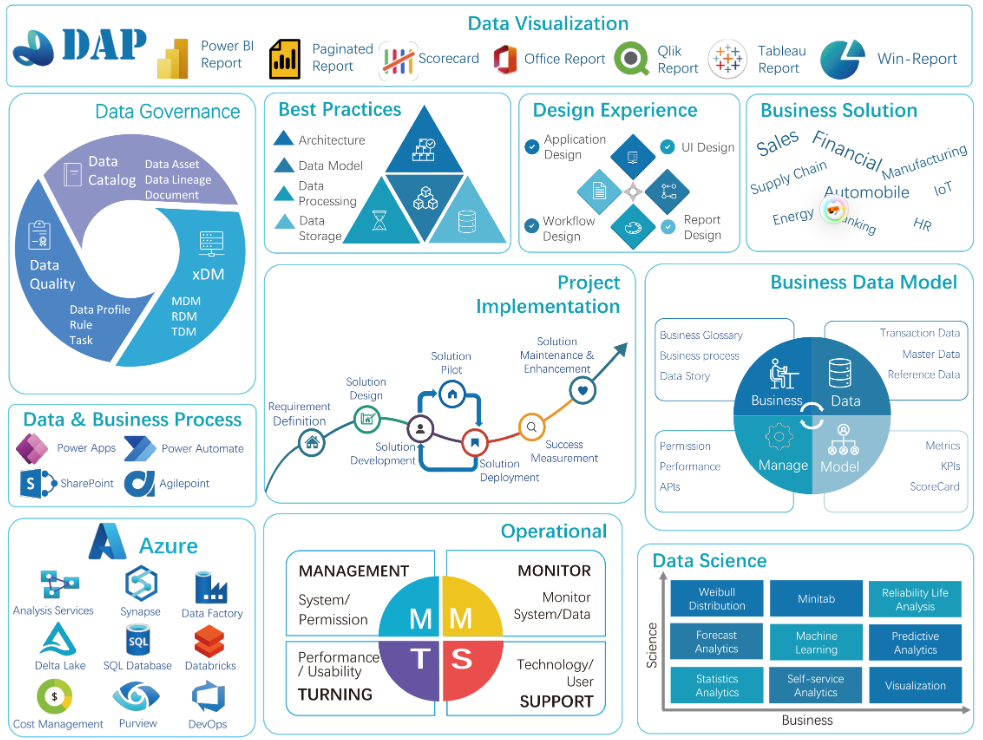 Data Visualization
DAP
Power BI
Report
Paginated
Report
Scorecard
Office Report
Qlik
Report
Tableau
Report
Win-Report
Data Governance
Data
Catalog
Data Asset
Data Lineage
Document
Data
Quality
Data Profile
Rule
Task
xDM
MDM
RDM
TDM
Best Practices
Architecture
Data Model
Data
Processing
Data
Storage
Design Experience
Application
Design
UI Design
Workflow
Design
Report
Design
Business Solution
Sales
Financial
Manufacturing
Supply Chain
Automobile
IoT
Energy
HR
Project
Implementation
Requirement
Definition
Solution
Design
Solution
Development
Solution
Pilot
Solution
Deployment
Success
Measurement
Solution
Maintenance &
Enhancement
Business Data Model
Business Glossary
Business process
Data Story
Transaction Data
Master Data
Reference Data
Business
Data
Manage
Model
Permission
Performance
APIs
Metrics
KPIs
ScoreCard
Data & Business Process
Power Apps
Power Automate
S
SharePoint
Agilepoint
Azure
Analysis Services
Synapse
Data Factory
Delta Lake
SQL
SQL Database
Databricks
$
Cost Management
Purview
DevOps
Operational
MANAGEMENT
System/
Permission
MONITOR
Monitor
System/Data
M
M
T
S
Performance
/ Usability
TURNING
Technology/
User
SUPPORT
Data Science
Science
Weibull
Distribution
Minitab
Reliability Life
Analysis
Forecast
Analytics
Machine
Learning
Predictive
Analytics
Statistics
Analytics
Self-service
Analytics
Visualization
Business